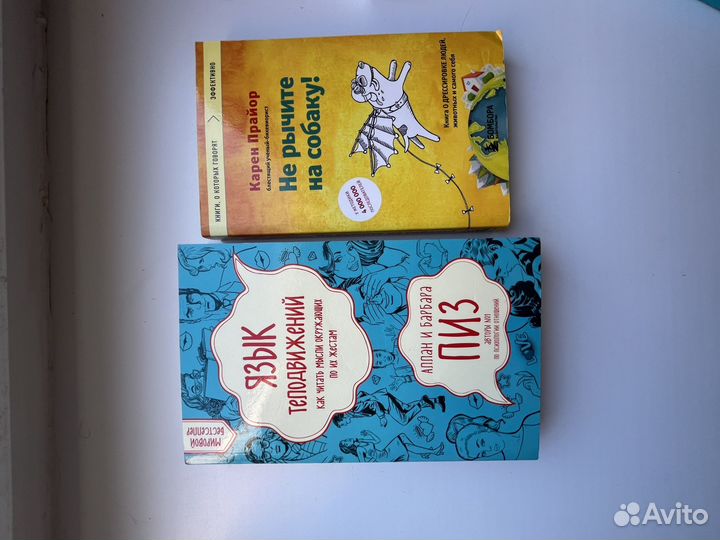 КНИГИ, О КОТОРЫХ ГОВОРЯТ
ЭФФЕКТИВНО
Карен Прайор
блестящий ученый-бихевиорист
Не рычите
на собаку!
У МЕТОДИКИ
4 000 000
ПОСЛЕДОВАТЕЛЕЙ
Книга О ДРЕССИРОВКЕ ЛЮДЕЙ,
животных и самого себя
БОМБОРА
ЯЗЫК
ТЕЛОДВИЖЕНИЙ
КАК ЧИТАТЬ МЫСЛИ ОКРУЖАЮЩИХ
ПО ИХ ЖЕСТАМ
МИРОВОЙ
БЕСТСЕЛЛЕР
АЛЛАН И БАРБАРА
ПИЗ
АВТОРЫ №1
ПО ПСИХОЛОГИИ ОТНОШЕНИЙ
Avito